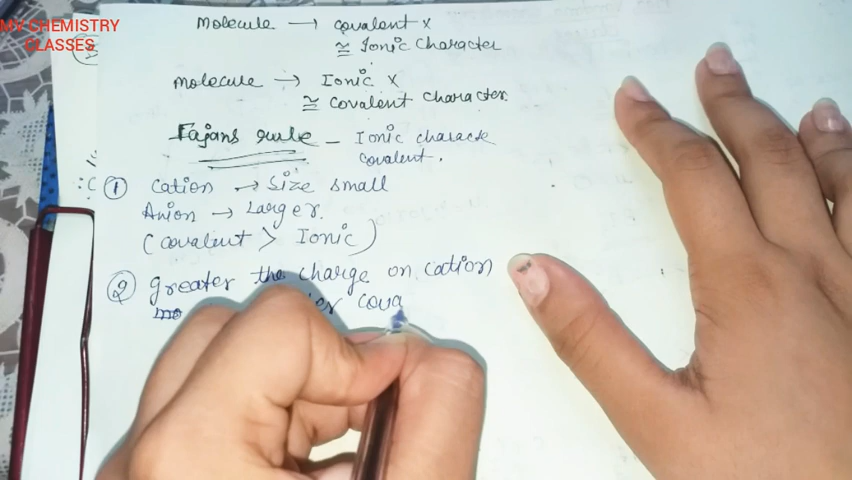 MY CHEMISTRY
CLASSES
Molecule → covalent x
≅ Ionic Character
Molecule → Ionic x
≅ covalent character.
Fajans rule - Ionic characte
covalent.
① cation → Size small
Anion → Larger.
(covalent > Ionic)
② greater the charge on cation
cova